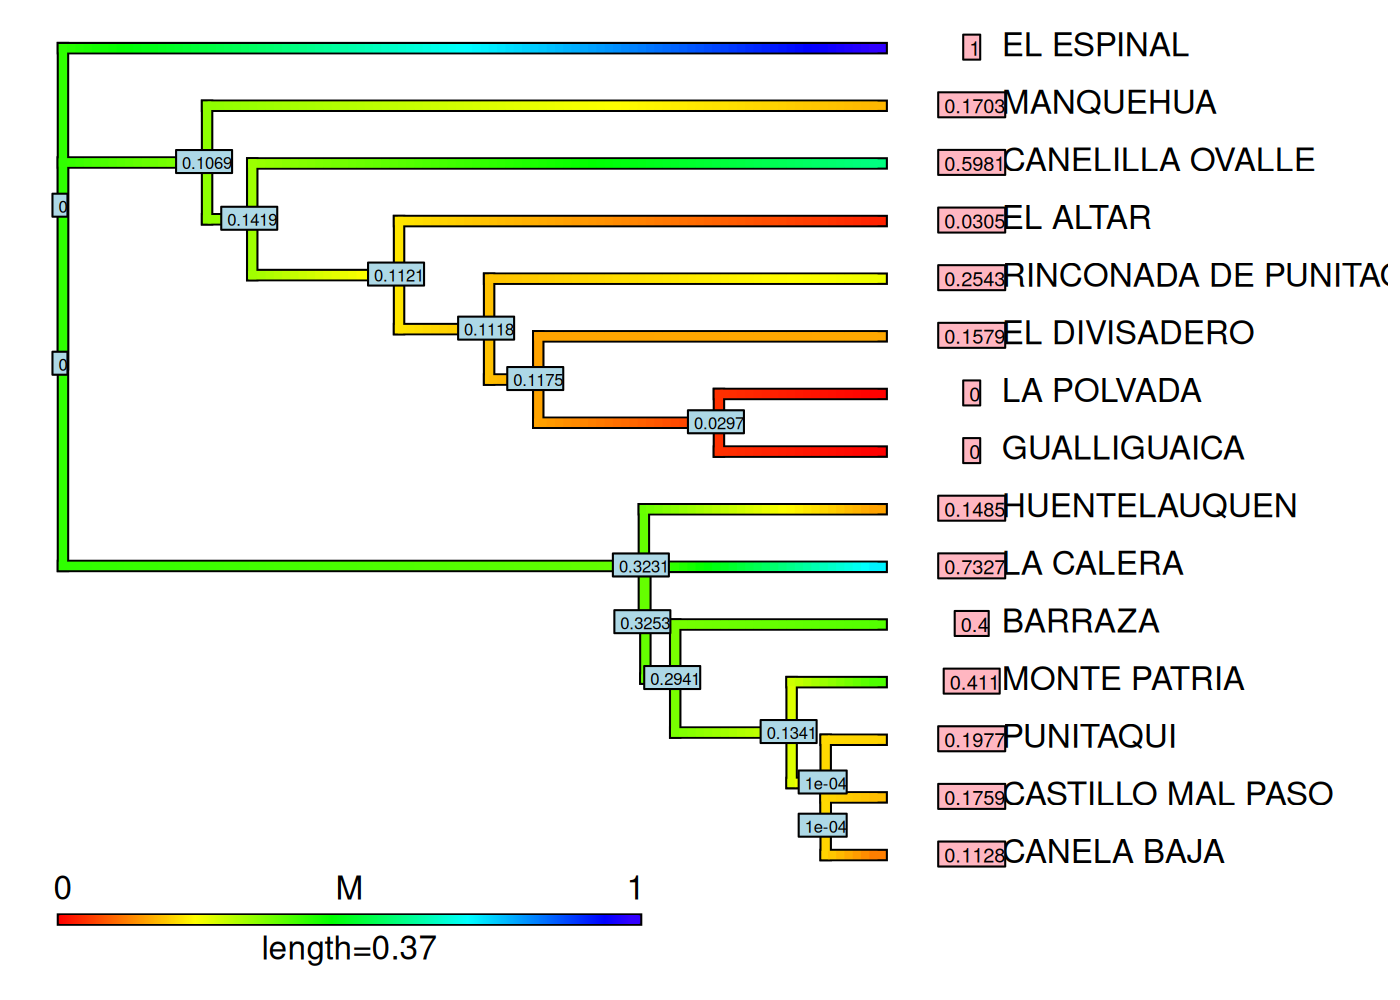 1 EL ESPINAL
0.1703 MANQUEHUA
0.1069
0.5981 CANELILLA OVALLE
0
0.1419
0.0305 EL ALTAR
0.1121
0.2543 RINCONADA DE PUNITAQ
0.1118
0.1579 EL DIVISADERO
0
0.1175
0 LA POLVADA
0.0297
0 GUALLIGUAICA
0.1485 HUENTELAUQUEN
0.3231
0.7327 LA CALERA
0.3253
0.4 BARRAZA
0.2941
0.411 MONTE PATRIA
0.1341
0.1977 PUNITAQUI
1e-04
0.1759 CASTILLO MAL PASO
1e-04
0.1128 CANELA BAJA
0 M 1
length=0.37